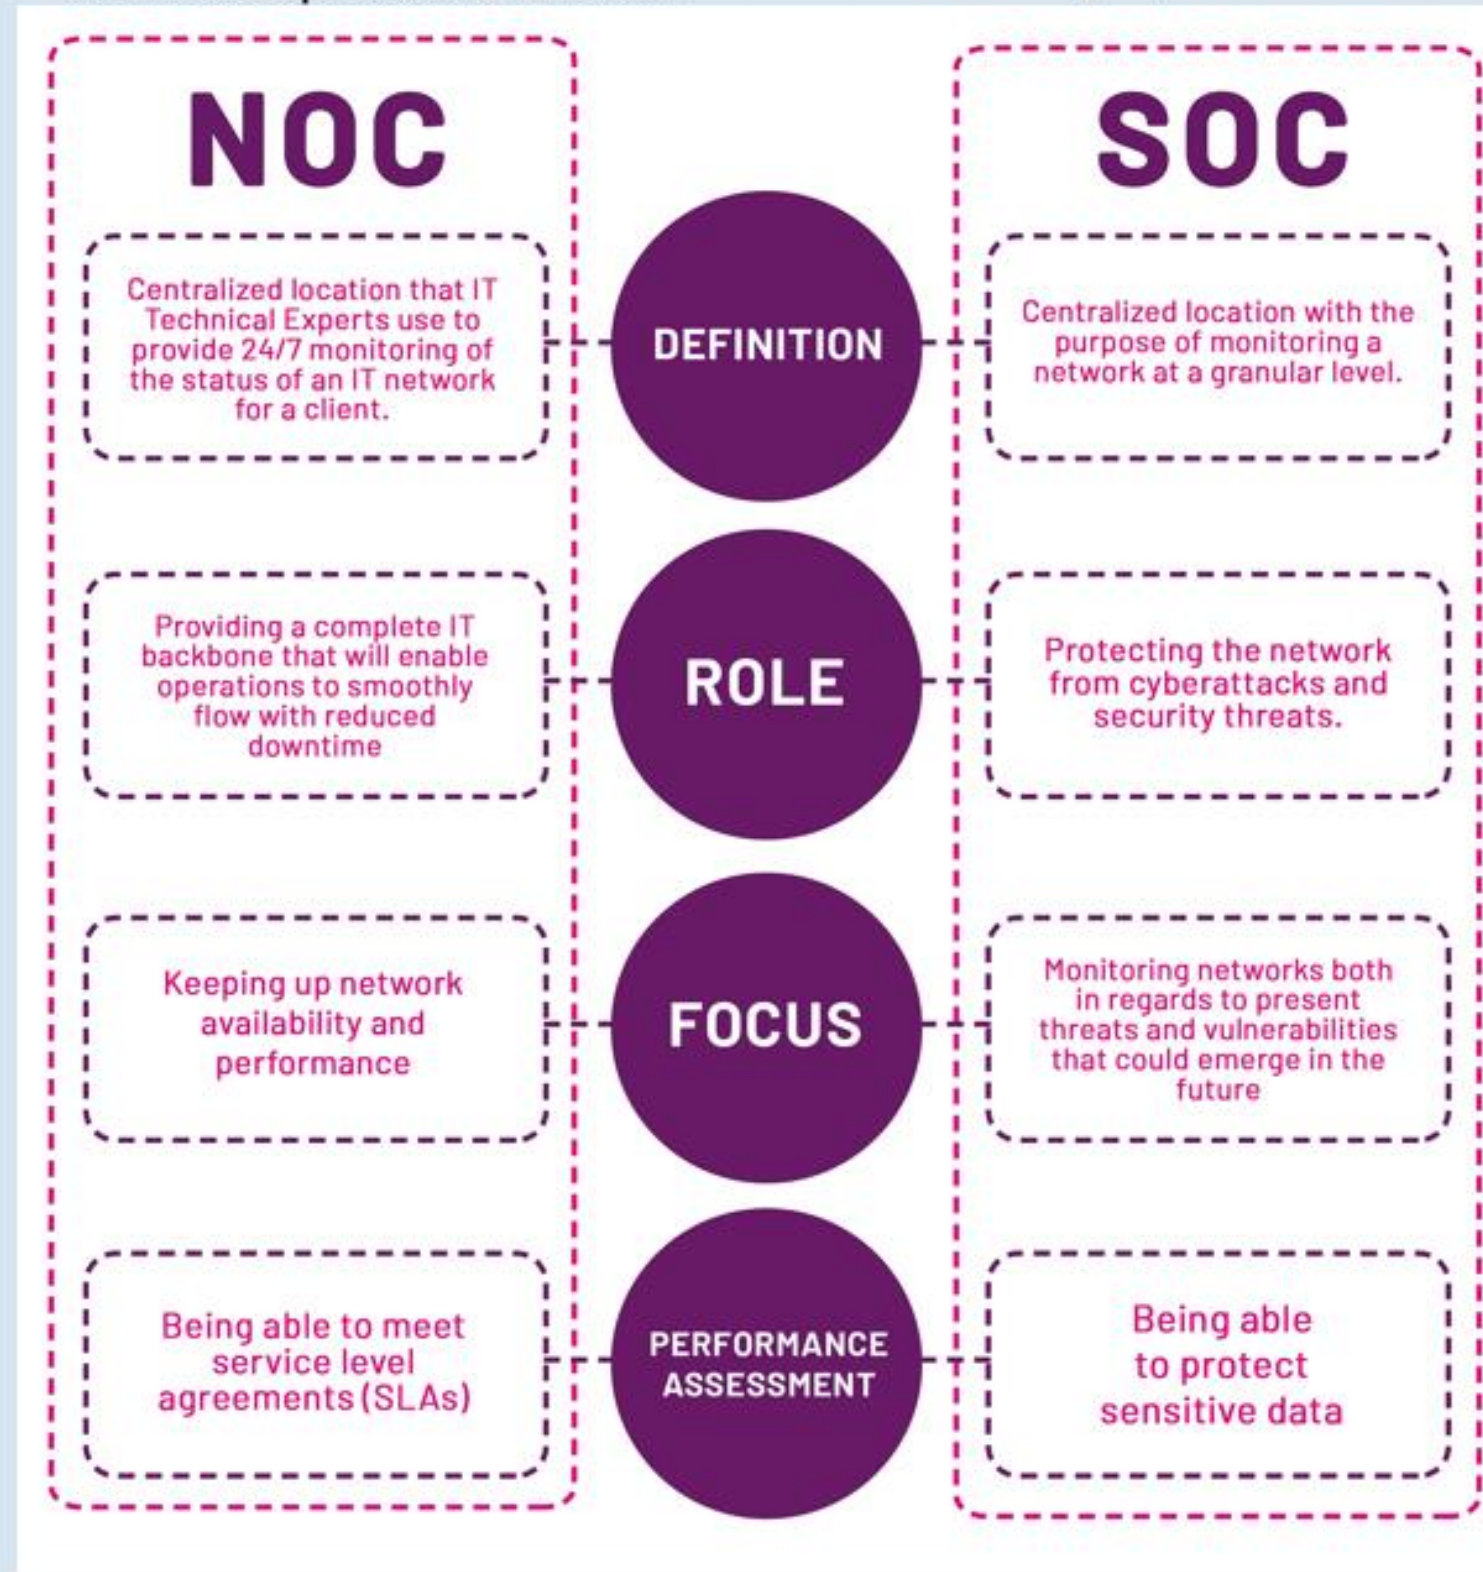 NOC
Centralized location that IT
Technical Experts use to
provide 24/7 monitoring of
the status of an IT network
for a client.
DEFINITION
SOC
Centralized location with the
purpose of monitoring a
network at a granular level.
Providing a complete IT
backbone that will enable
operations to smoothly
flow with reduced
downtime
ROLE
Protecting the network
from cyberattacks and
security threats.
Keeping up network
availability and
performance
FOCUS
Monitoring networks both
in regards to present
threats and vulnerabilities
that could emerge in the
future
Being able to meet
service level
agreements (SLAs)
PERFORMANCE
ASSESSMENT
Being able
to protect
sensitive data